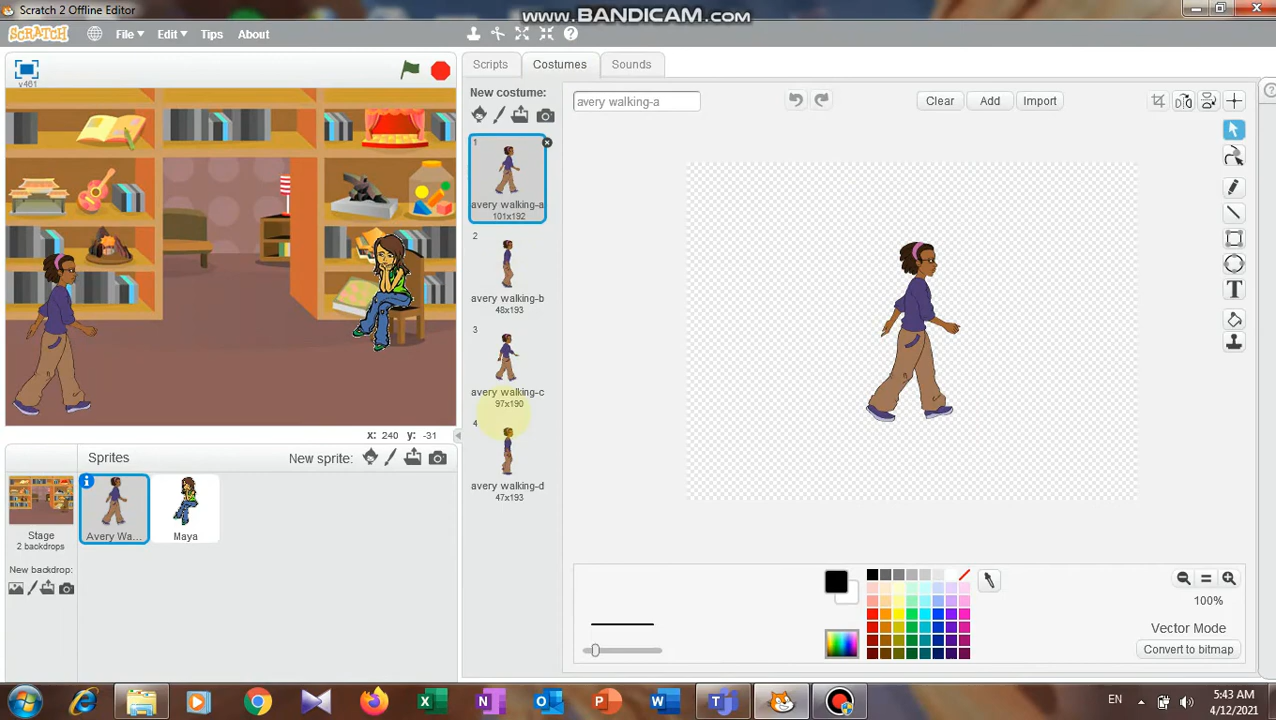 Scratch 2 Offline Editor
www.BANDICAM.com
SCRATCH File Edit Tips About
v461
Scripts Costumes Sounds
New costume:
avery walking-a
Clear Add Import
1
avery walking-a
101x192
2
avery walking-b
48x193
3
avery walking-c
97x190
4
avery walking-d
47x193
T
x: 240 y: -31
Sprites New sprite:
Stage
2 backdrops
New backdrop:
Avery Wa...
Maya
100%
Vector Mode
Convert to bitmap
EN
5:43 AM
4/12/2021